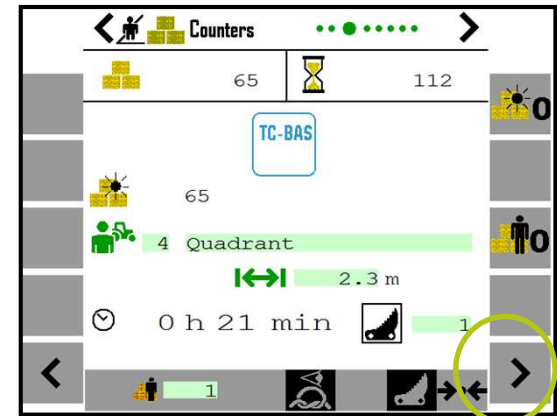 Counters
65 112
TC-BAS
65
4 Quadrant
2.3 m
0 h 21 min 1
1
0
0